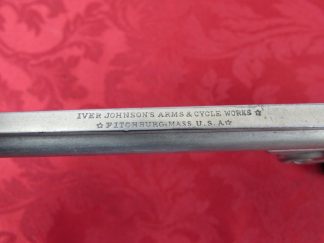 IVER JOHNSON'S ARMS & CYCLE WORKS ☆
☆ FITCHBURG. MASS. U.S.A ☆